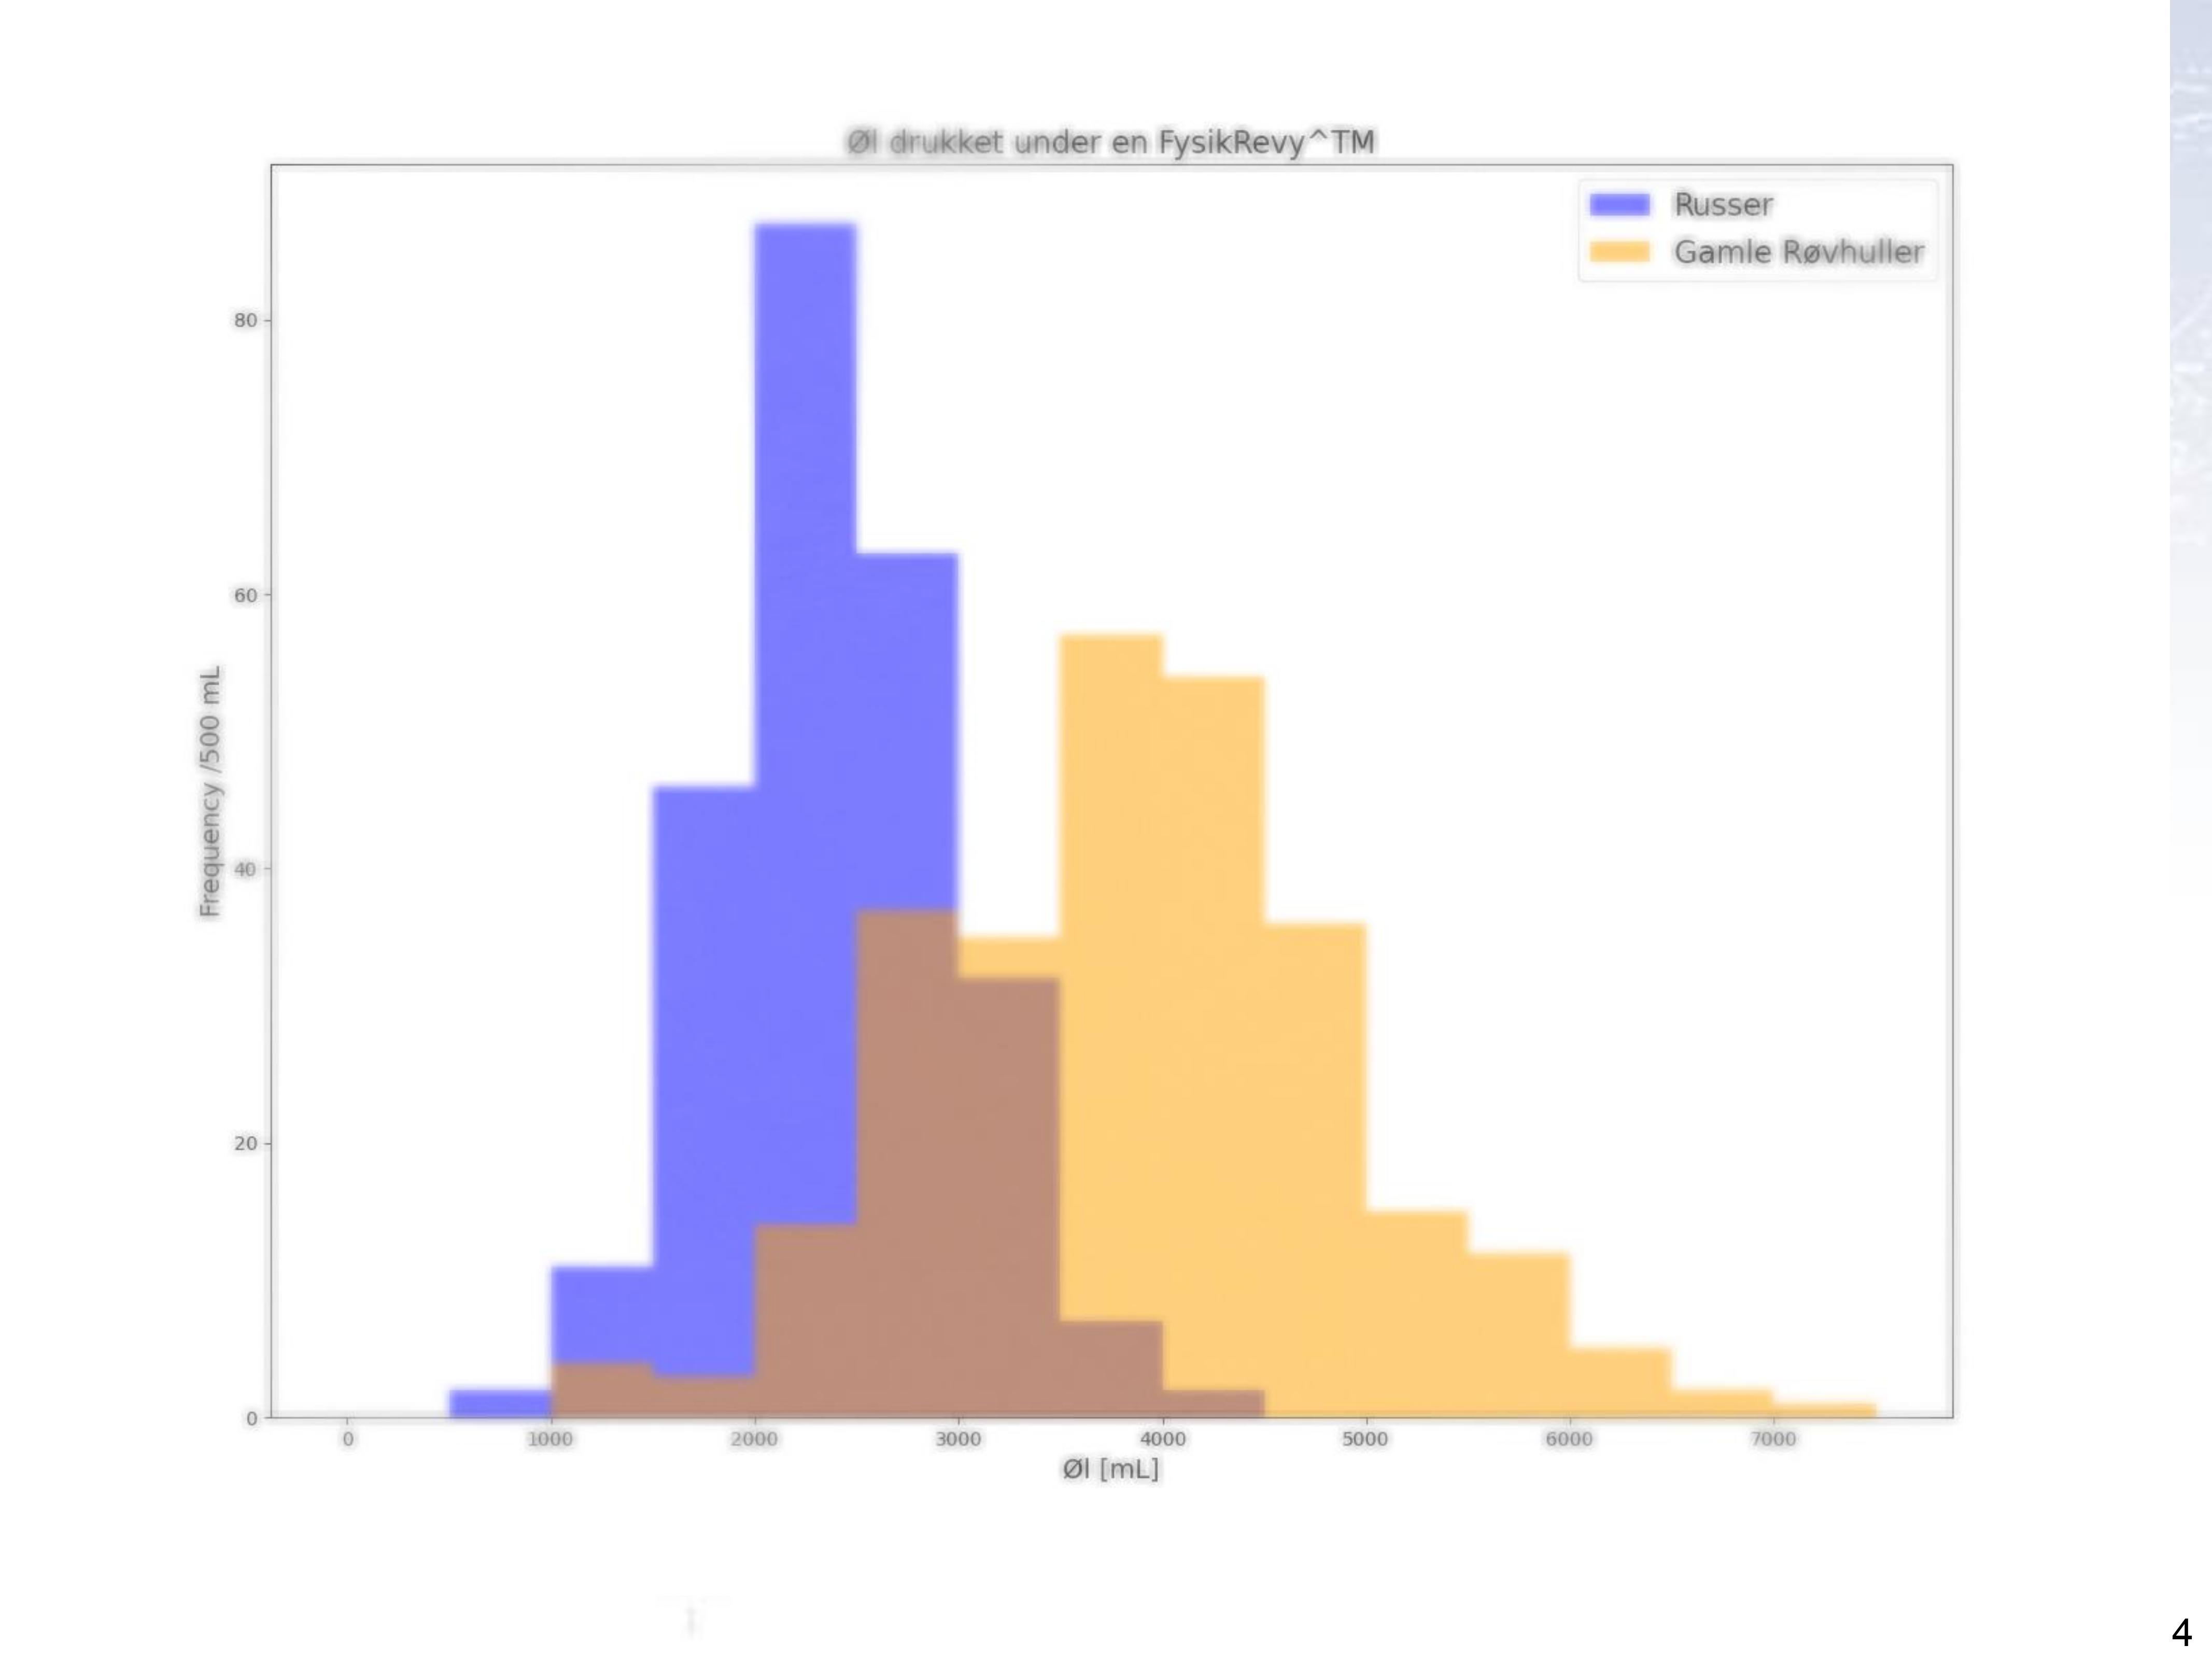 Øl drukket under en FysikRevy^TM
Russer
Gamle Røvhuller
80
60
40
20
0
Frequency /500 mL
0 1000 2000 3000 4000 5000 6000 7000
Øl [mL]
4